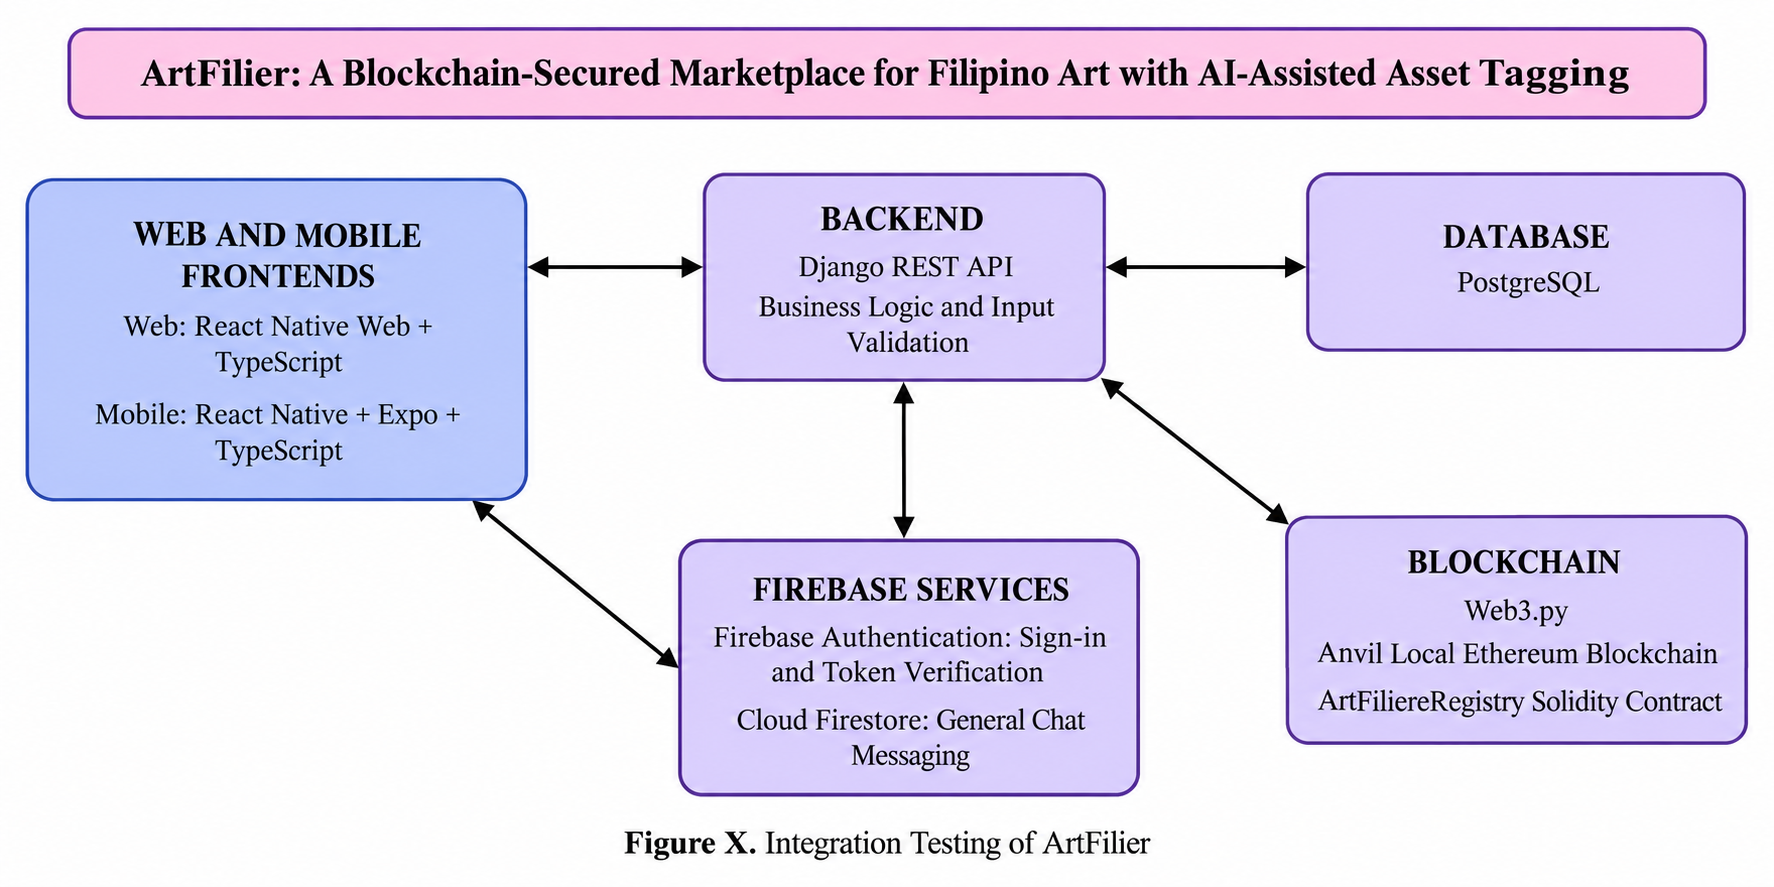 ArtFilier: A Blockchain-Secured Marketplace for Filipino Art with AI-Assisted Asset Tagging
WEB AND MOBILE
FRONTENDS
Web: React Native Web +
TypeScript
Mobile: React Native + Expo +
TypeScript
BACKEND
Django REST API
Business Logic and Input
Validation
DATABASE
PostgreSQL
FIREBASE SERVICES
Firebase Authentication: Sign-in
and Token Verification
Cloud Firestore: General Chat
Messaging
BLOCKCHAIN
Web3.py
Anvil Local Ethereum Blockchain
ArtFiliereRegistry Solidity Contract
Figure X. Integration Testing of ArtFilier